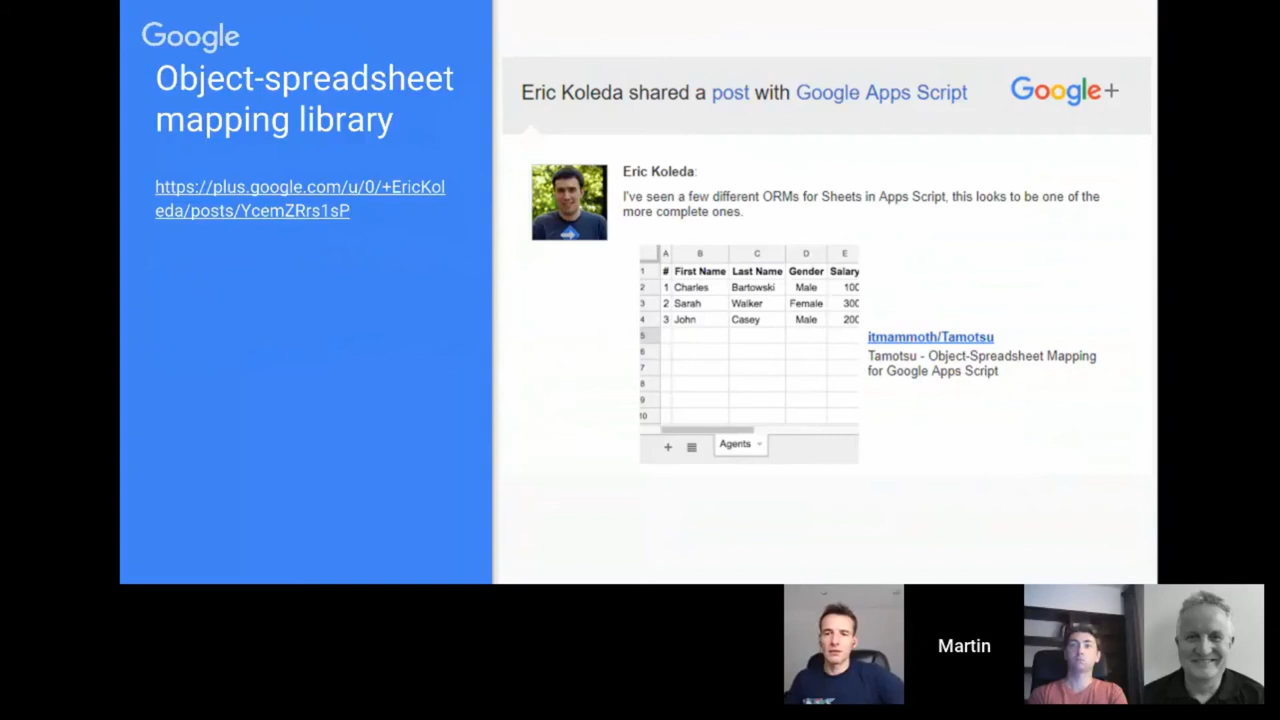 Google
Object-spreadsheet
mapping library
https://plus.google.com/u/0/+EricKol
eda/posts/YcemZRrs1sP
Eric Koleda shared a post with Google Apps Script
Google+
Eric Koleda:
I've seen a few different ORMs for Sheets in Apps Script, this looks to be one of the
more complete ones.
A B C D E
1 # First Name Last Name Gender Salary
2 1 Charles Bartowski Male 100
3 2 Sarah Walker Female 300
4 3 John Casey Male 200
5
6
7
8
9
10
+ Agents
itmammoth/Tamotsu
Tamotsu - Object-Spreadsheet Mapping
for Google Apps Script
Martin